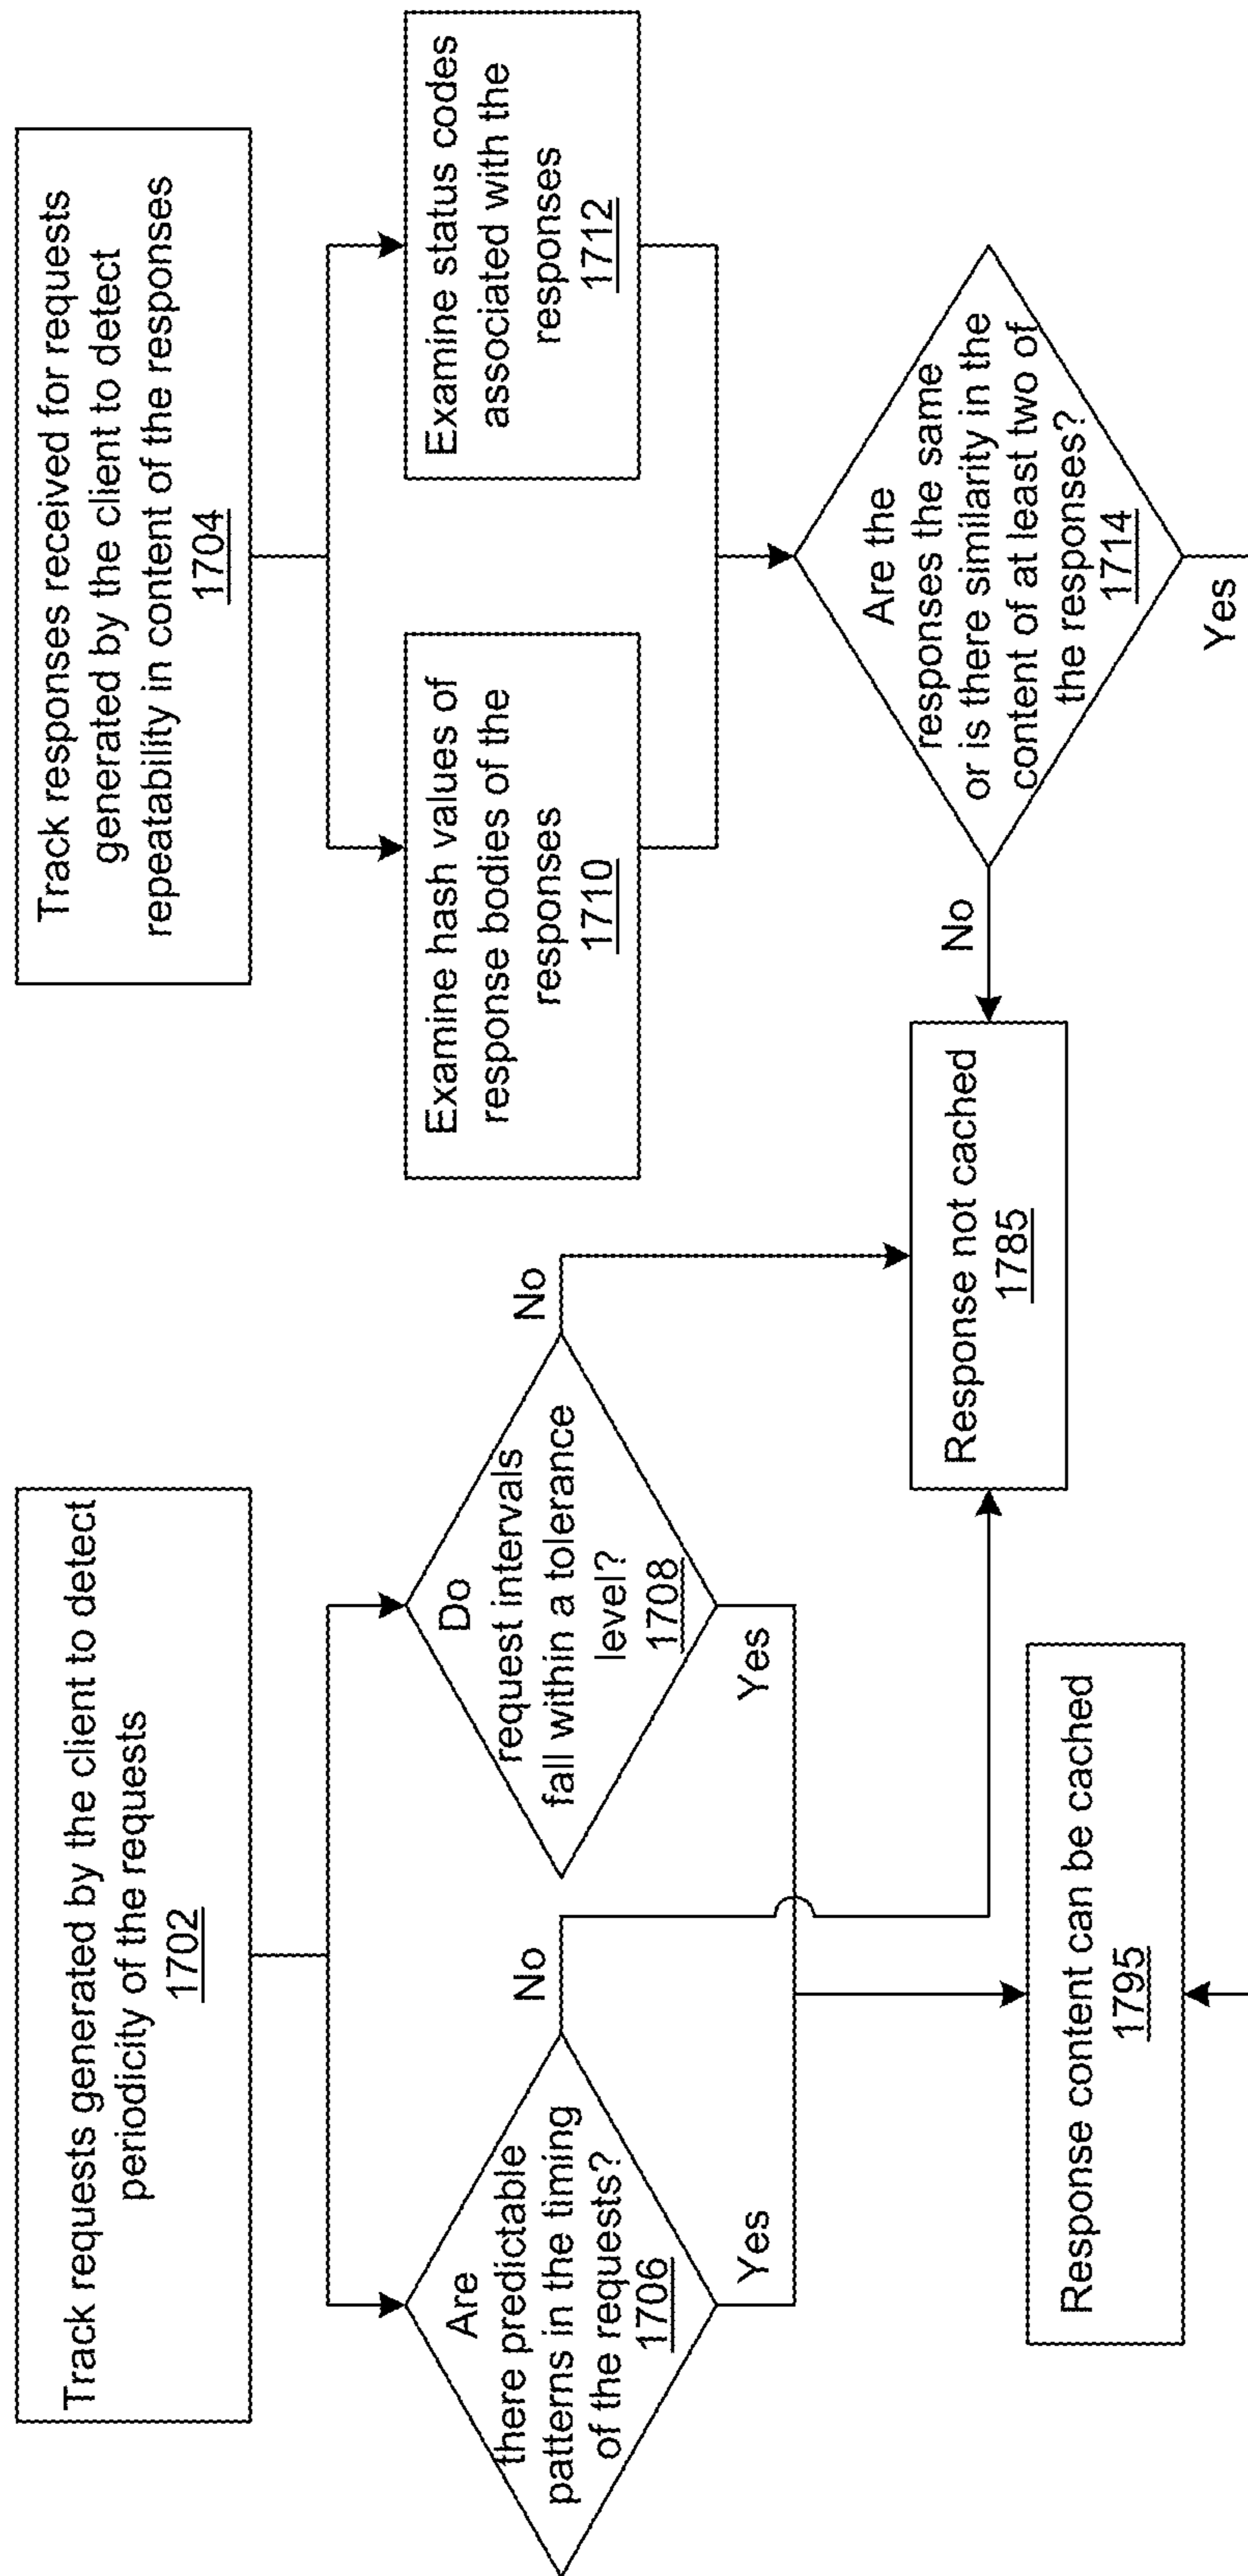 Track requests generated by the client to detect
periodicity of the requests
1702
Are
there predictable
patterns in the timing
of the requests?
1706
No
Yes
Do
request intervals
fall within a tolerance
level?
1708
No
Yes
Response content can be cached
1795
Response not cached
1785
Track responses received for requests
generated by the client to detect
repeatability in content of the responses
1704
Examine hash values of
response bodies of the
responses
1710
Examine status codes
associated with the
responses
1712
Are the
responses the same
or is there similarity in the
content of at least two of
the responses?
1714
No
Yes